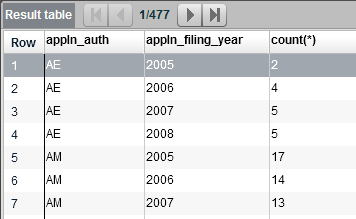 Result table 1/477
Row appln_auth appln_filing_year count(*)
1 AE 2005 2
2 AE 2006 4
3 AE 2007 5
4 AE 2008 5
5 AM 2005 17
6 AM 2006 14
7 AM 2007 13